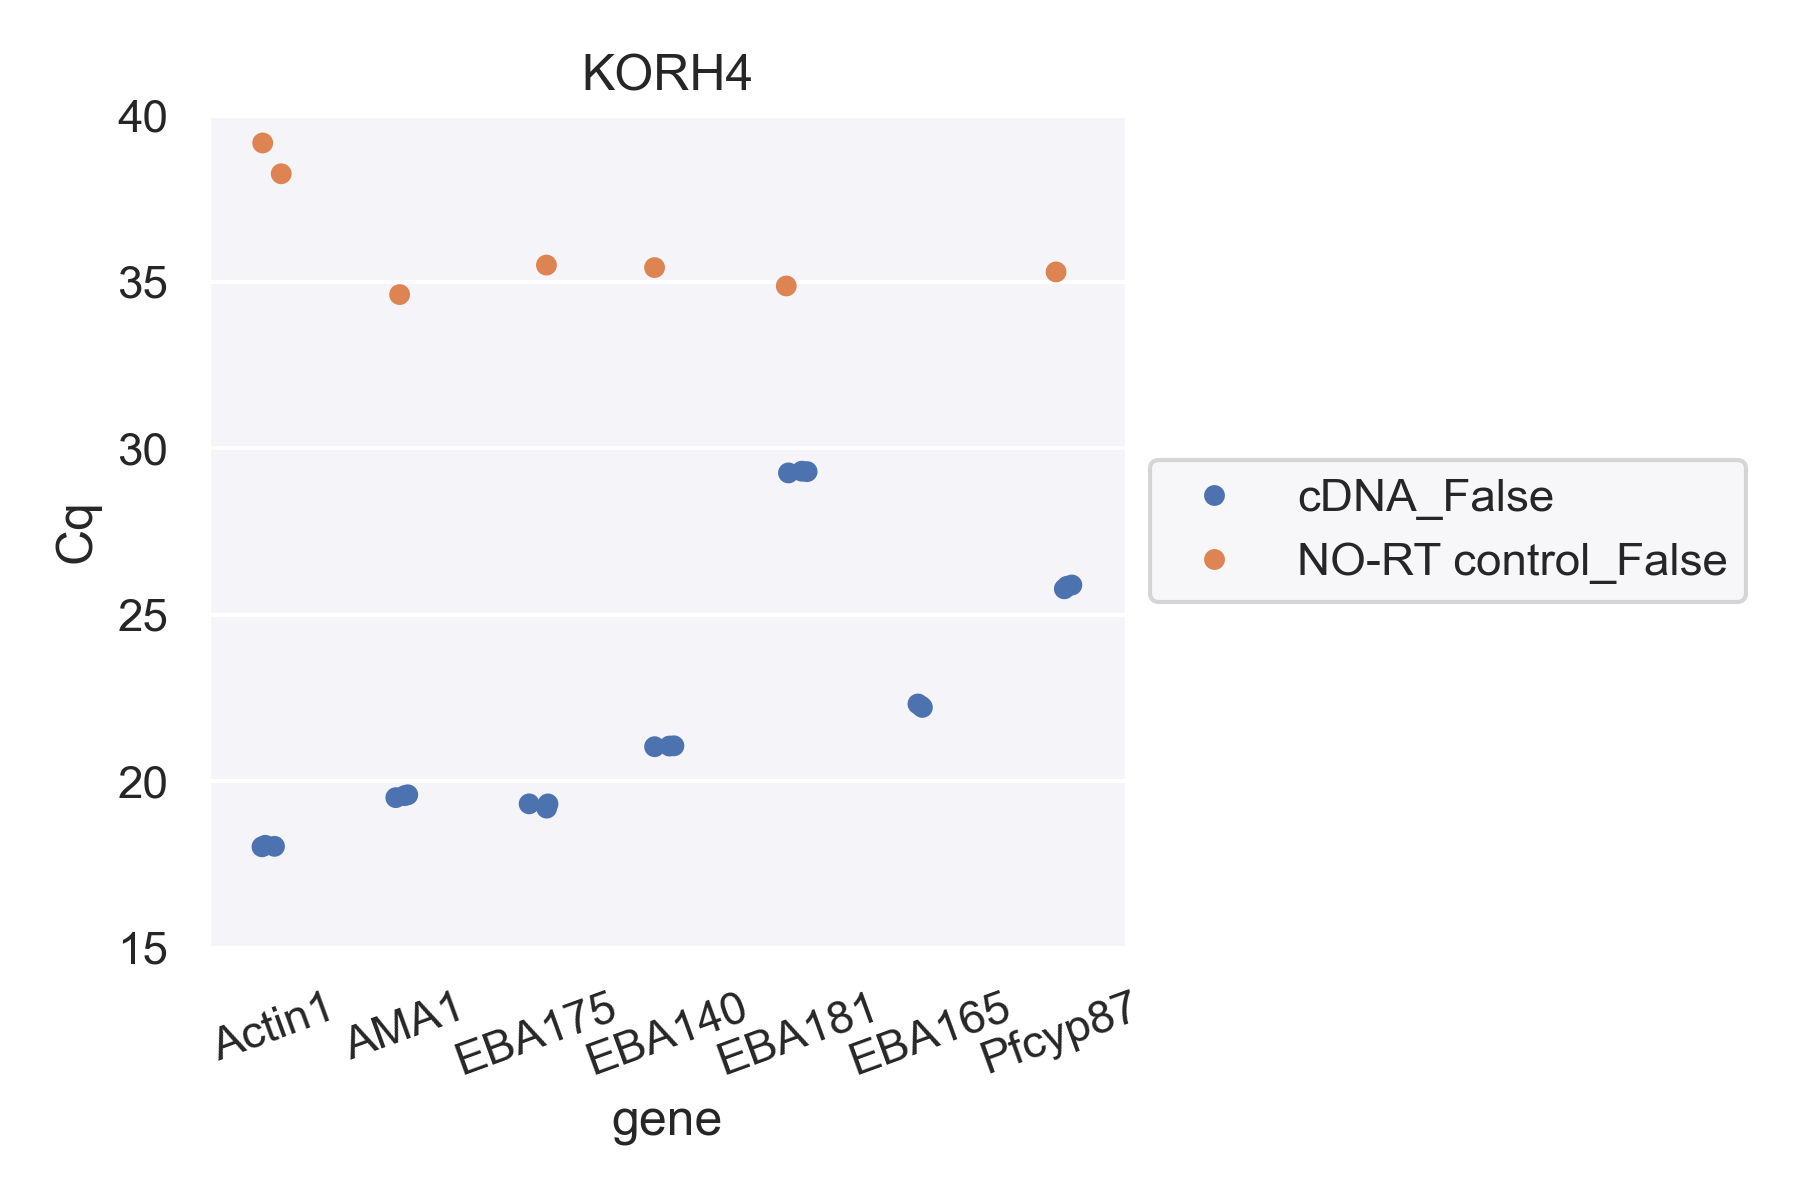 KORH4
40
35
30
25
20
15
Cq
cDNA_False
NO-RT control_False
Actin1
AMA1
EBA175
EBA140
EBA181
EBA165
Pfcyp87
gene